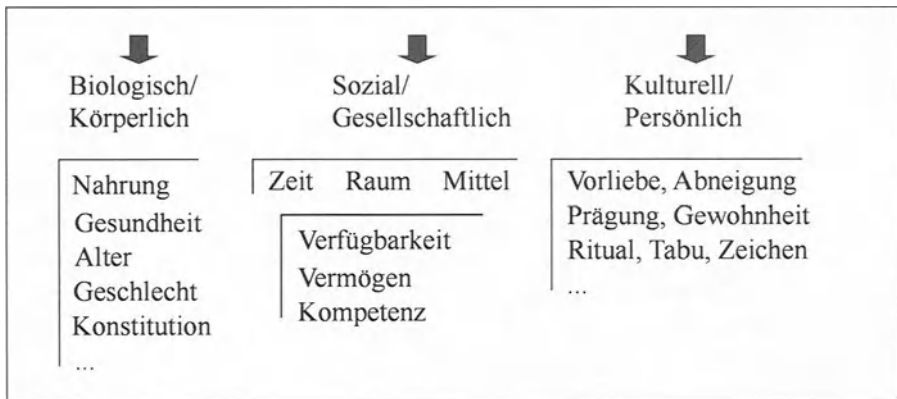 Biologisch/
Körperlich
Nahrung
Gesundheit
Alter
Geschlecht
Konstitution
...
Sozial/
Gesellschaftlich
Zeit Raum Mittel
Verfügbarkeit
Vermögen
Kompetenz
Kulturell/
Persönlich
Vorliebe, Abneigung
Prägung, Gewohnheit
Ritual, Tabu, Zeichen
...